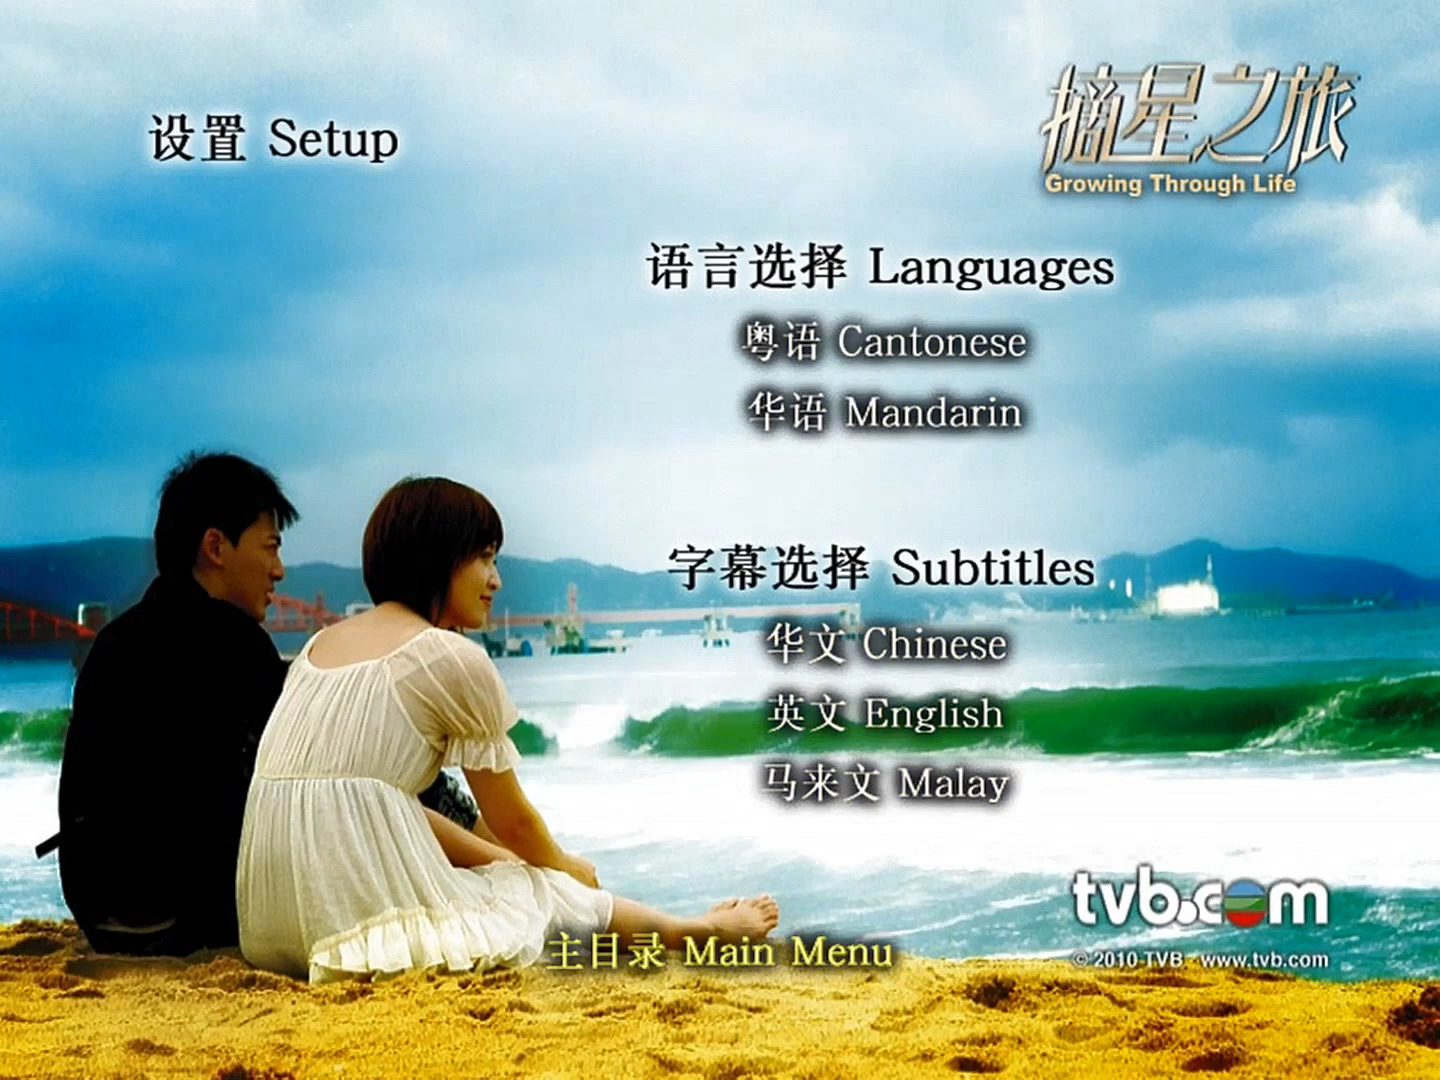 设置 Setup
摘星之旅
Growing Through Life
语言选择 Languages
粤语 Cantonese
华语 Mandarin
字幕选择 Subtitles
华文 Chinese
英文 English
马来文 Malay
tvb.com
© 2010 TVB - www.tvb.com
主目录 Main Menu